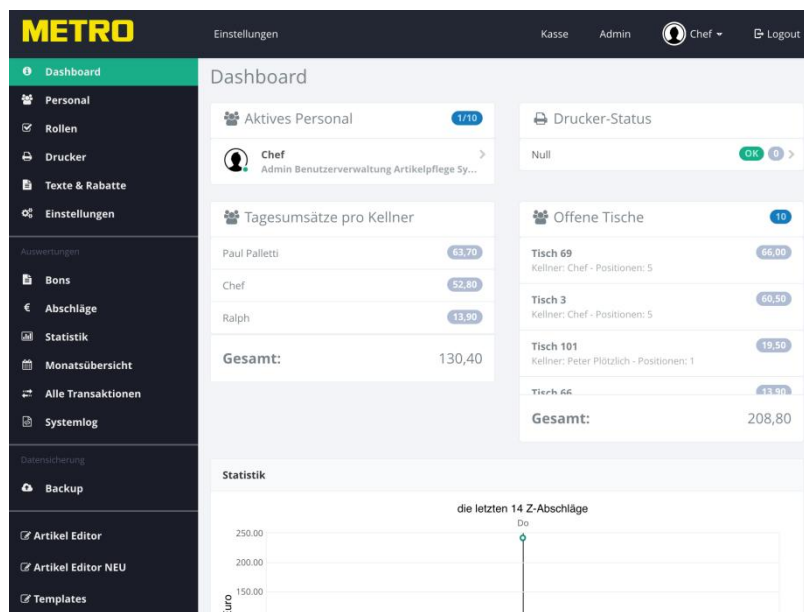 METRO
Einstellungen
Kasse
Admin
Chef
Logout
Dashboard
Personal
Rollen
Drucker
Texte & Rabatte
Einstellungen
Auswertungen
Bons
Abschläge
Statistik
Monatsübersicht
Alle Transaktionen
Systemlog
Datensicherung
Backup
Artikel Editor
Artikel Editor NEU
Templates
Dashboard
Aktives Personal 1/10
Chef
Admin Benutzerverwaltung Artikelpflege Sy...
Drucker-Status
Null OK 0
Tagesumsätze pro Kellner
Paul Palletti 63,70
Chef 52,80
Ralph 13,90
Gesamt: 130,40
Offene Tische 10
Tisch 69 66,00
Kellner: Chef - Positionen: 5
Tisch 3 60,50
Kellner: Chef - Positionen: 5
Tisch 101 19,50
Kellner: Peter Plötzlich - Positionen: 1
Tisch 66 13,90
Gesamt: 208,80
Statistik
die letzten 14 Z-Abschläge
Do
250.00
200.00
150.00
Euro